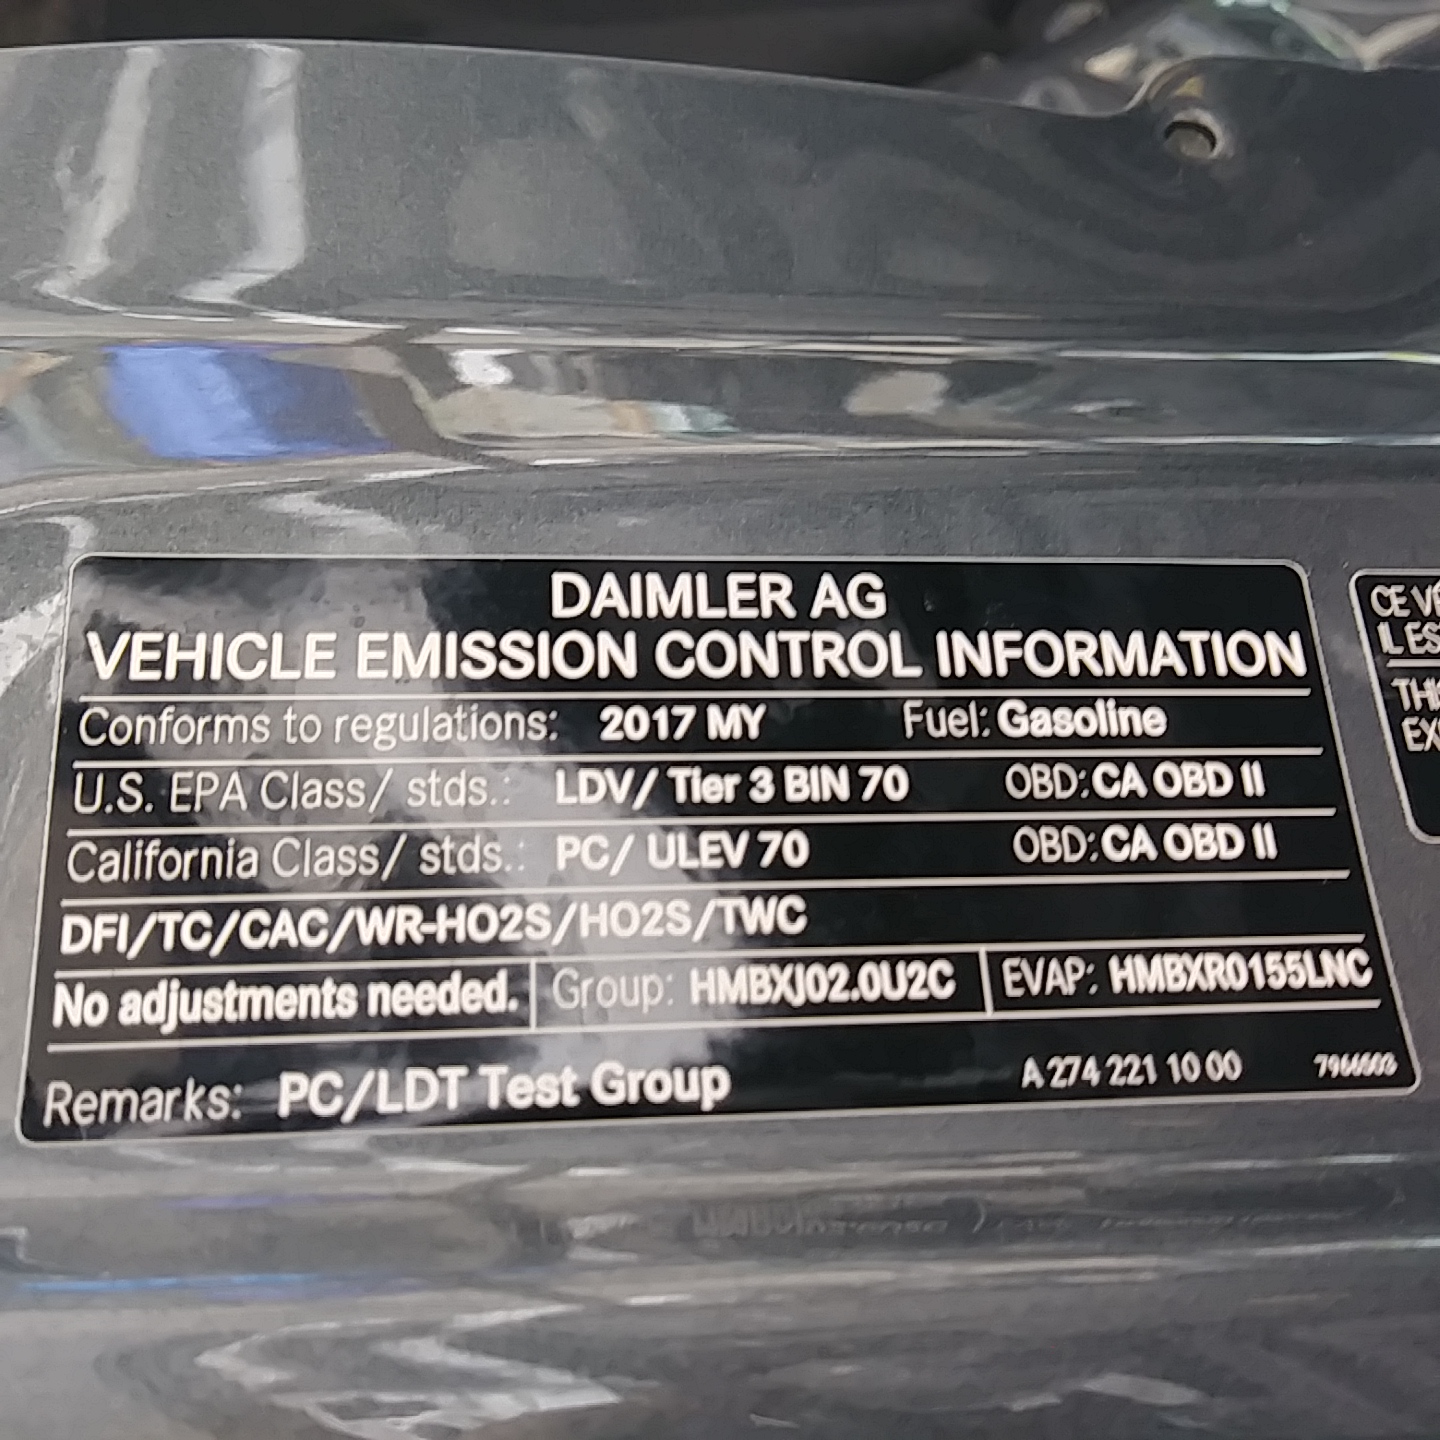 DAIMLER AG
VEHICLE EMISSION CONTROL INFORMATION
Conforms to regulations: 2017 MY Fuel: Gasoline
U.S. EPA Class/ stds.: LDV/ Tier 3 BIN 70 OBD: CA OBD II
California Class/ stds.: PC/ ULEV 70 OBD: CA OBD II
DFI/TC/CAC/WR-HO2S/HO2S/TWC
No adjustments needed. Group: HMBXJ02.0U2C EVAP: HMBXR0155LNC
Remarks: PC/LDT Test Group A 274 221 10 00
CE
IL ES